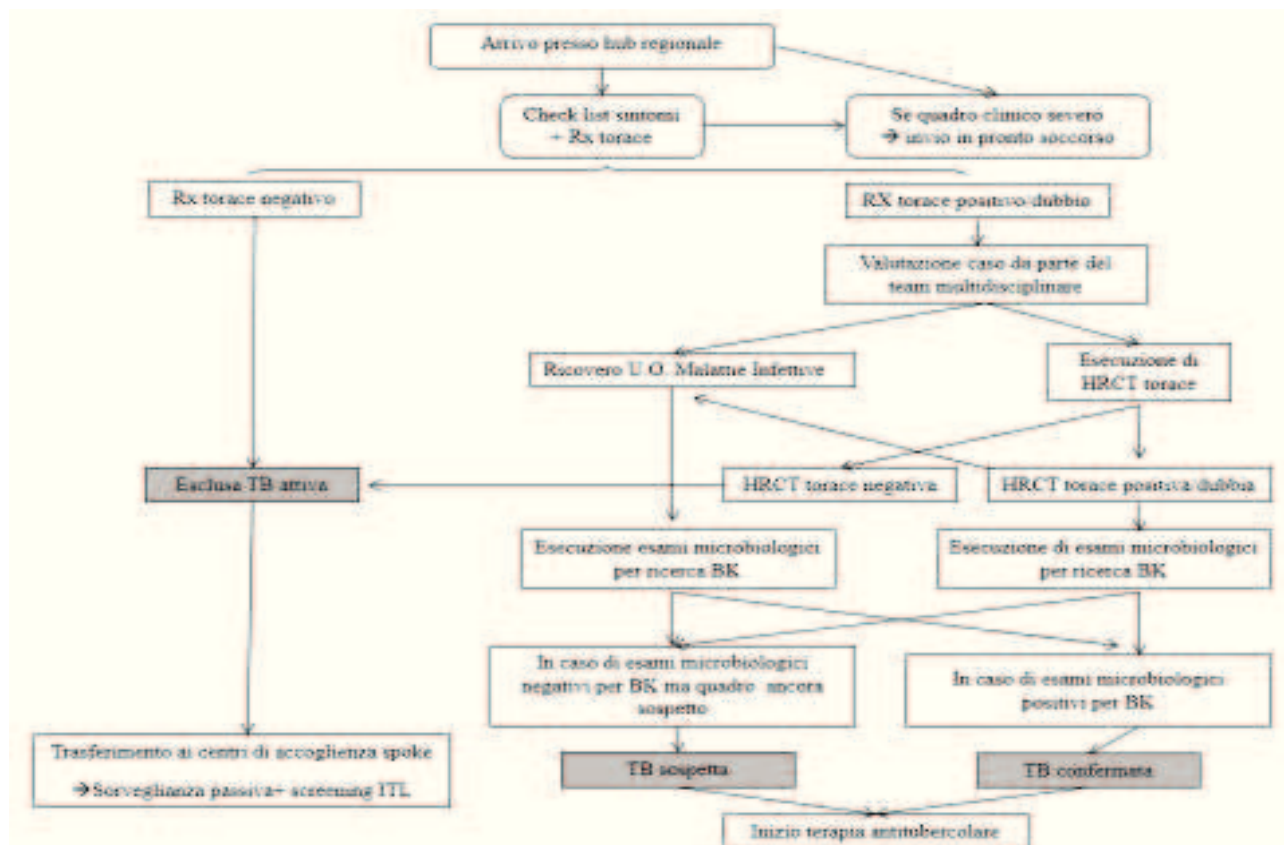 Arrivo presso hub regionale
Check list sintomi
+ Rx torace
Se quadro clinico severo
→ invio in pronto soccorso
Rx torace negativo
RX torace positivo/dubbio
Valutazione caso da parte del
team multidisciplinare
Ricovero U.O. Malattie Infettive
Esecuzione di
HRCT torace
Esclusa TB attiva
HRCT torace negativa
HRCT torace positiva/dubbia
Esecuzione esami microbiologici
per ricerca BK
Esecuzione di esami microbiologici
per ricerca BK
In caso di esami microbiologici
negativi per BK ma quadro ancora
sospetto
In caso di esami microbiologici
positivi per BK
Trasferimento ai centri di accoglienza spoke
→ Sorveglianza passiva+ screening ITL
TB sospetta
TB confermata
Inizio terapia antitubercolare